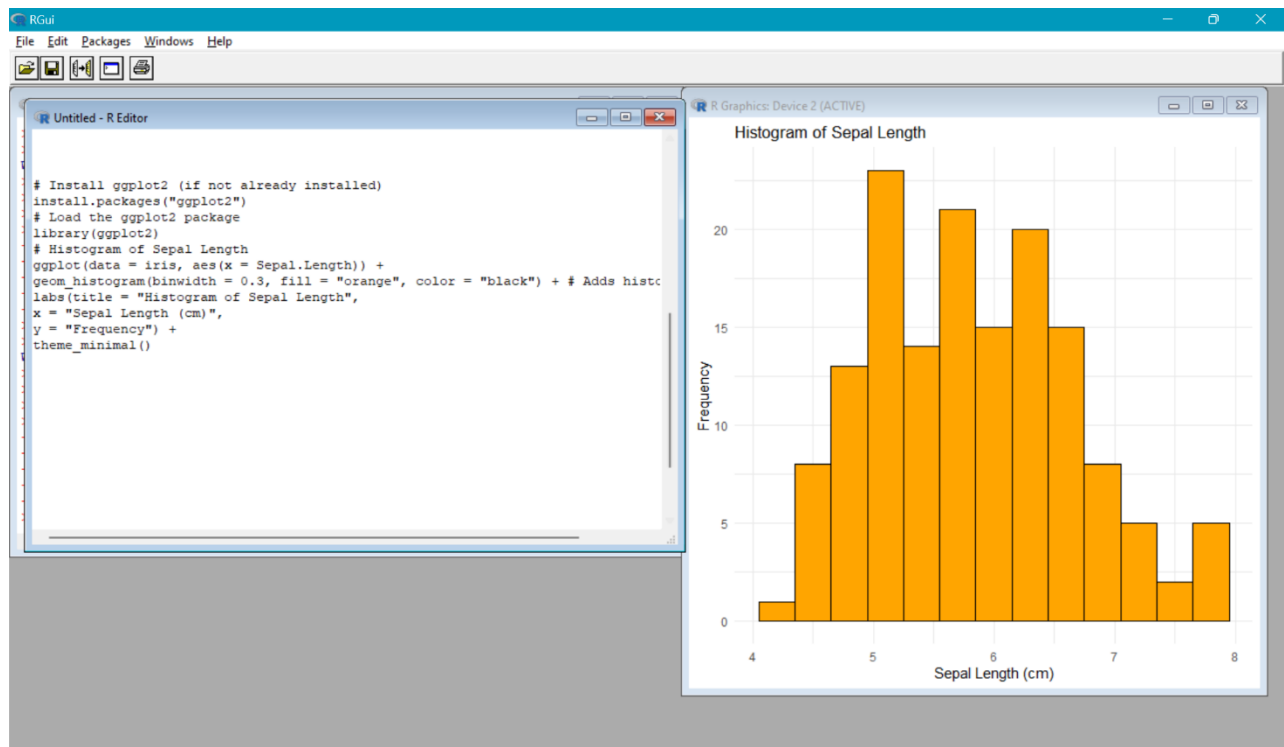 RGui
File Edit Packages Windows Help
Untitled - R Editor
# Install ggplot2 (if not already installed)
install.packages("ggplot2")
# Load the ggplot2 package
library(ggplot2)
# Histogram of Sepal Length
ggplot(data = iris, aes(x = Sepal.Length)) +
geom_histogram(binwidth = 0.3, fill = "orange", color = "black") + # Adds histo
labs(title = "Histogram of Sepal Length",
x = "Sepal Length (cm)",
y = "Frequency") +
theme_minimal()
R Graphics: Device 2 (ACTIVE)
Histogram of Sepal Length
Frequency
20
15
10
5
0
4 5 6 7 8
Sepal Length (cm)